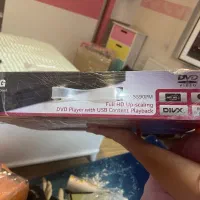 G
DVD
Full HD Up-scaling
DVD Player with USB Content Playback
DIVX